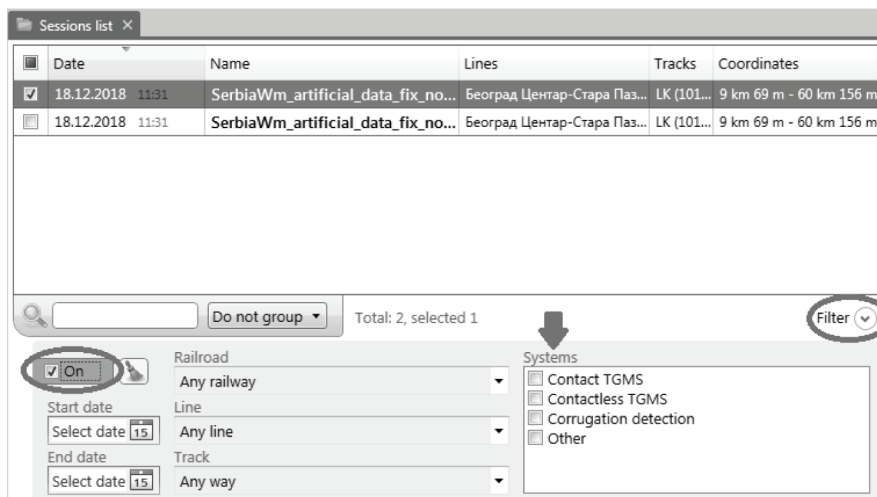 Sessions list
Date Name Lines Tracks Coordinates
18.12.2018 11:31 SerbiaWm_artificial_data_fix_no... Београд Центар-Стара Паз... LK (101... 9 km 69 m - 60 km 156 m
18.12.2018 11:31 SerbiaWm_artificial_data_fix_no... Београд Центар-Стара Паз... LK (101... 9 km 69 m - 60 km 156 m
Do not group Total: 2, selected 1 Filter
On
Railroad
Any railway
Start date
Select date 15
Line
Any line
End date
Select date 15
Track
Any way
Systems
Contact TGMS
Contactless TGMS
Corrugation detection
Other